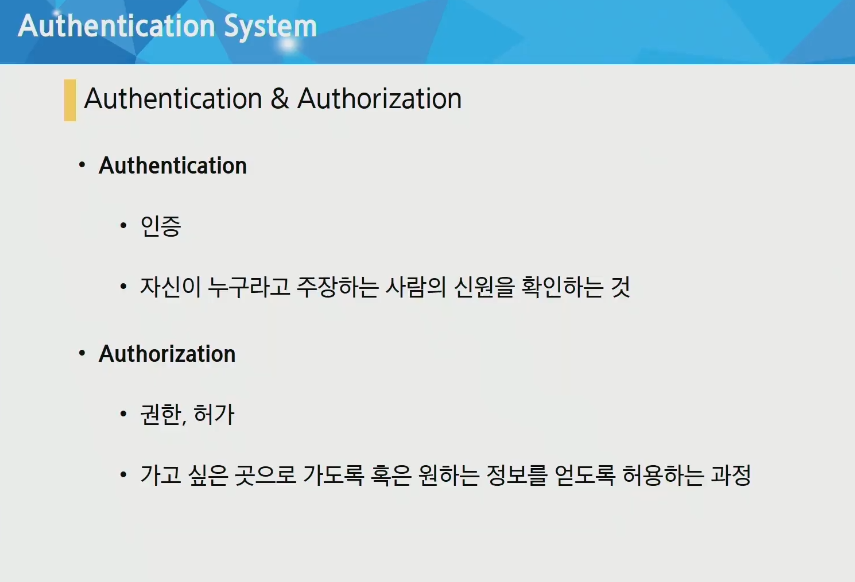 Authentication System
Authentication & Authorization
• Authentication
• 인증
• 자신이 누구라고 주장하는 사람의 신원을 확인하는 것
• Authorization
• 권한, 허가
• 가고 싶은 곳으로 가도록 혹은 원하는 정보를 얻도록 허용하는 과정